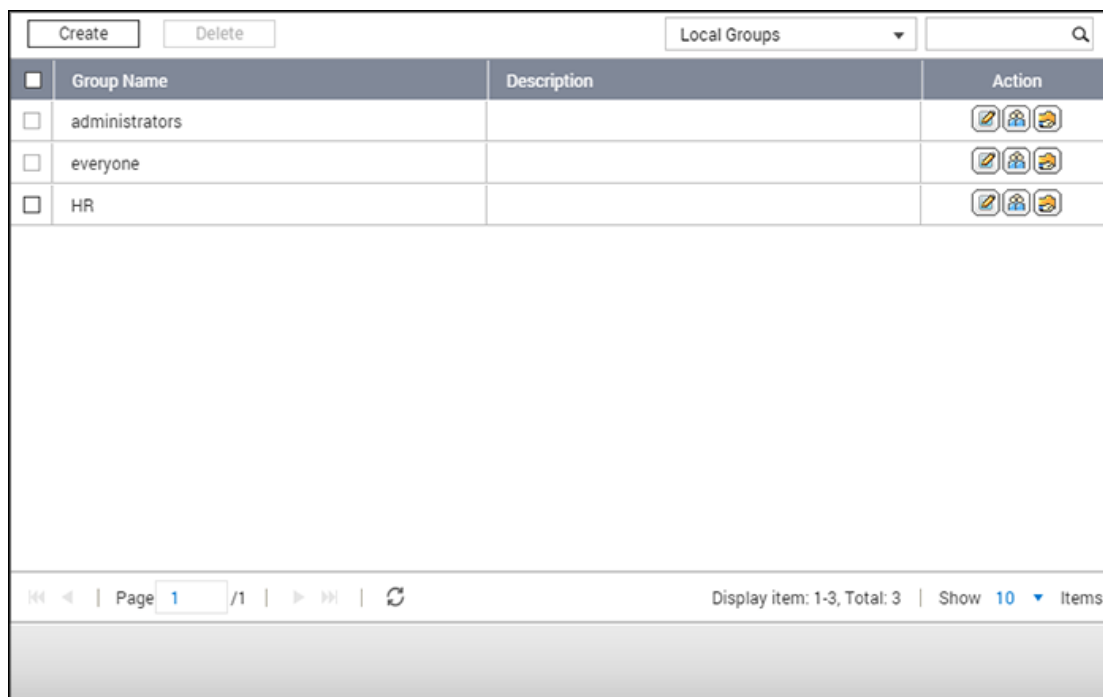 Create Delete Local Groups
Group Name Description Action
administrators
everyone
HR
Page 1 /1 Display item: 1-3, Total: 3 Show 10 Items